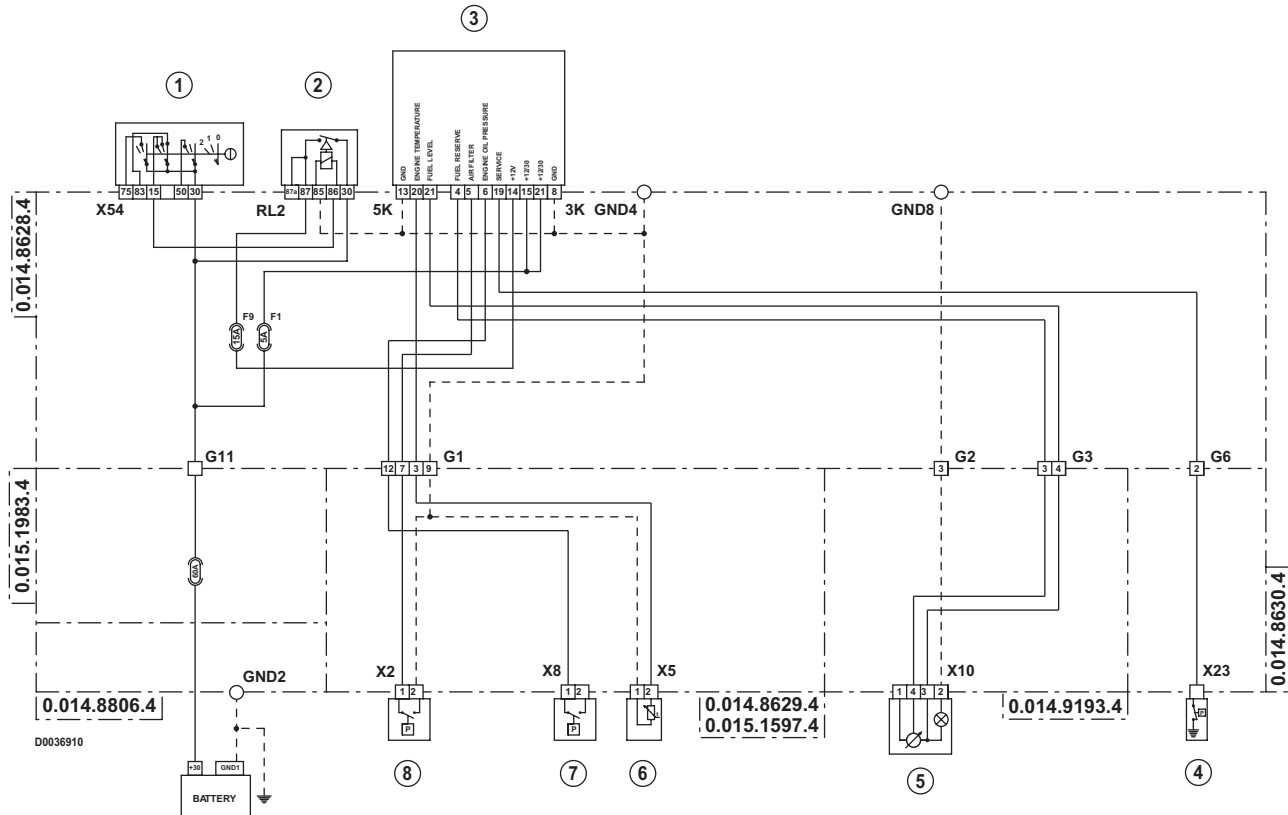 3
1
2
GND
ENGINE TEMPERATURE
FUEL LEVEL
FUEL RESERVE
AIR FILTER
ENGINE OIL PRESSURE
SERVICE
+12V
+12/30
+12/30
GND
2 1 0
75 83 15 50 30
87a 87 85 86 30
13 20 21
4 5 6 19 14 15 21 8
X54
RL2
5K
3K
GND4
GND8
0.014.8628.4
F9
F1
15A
5A
G11
12 7 3 9
G1
3
G2
3 4
G3
2
G6
0.015.1983.4
60A
0.014.8630.4
GND2
X2
X8
X5
X10
X23
1 2
1 2
1 2
1 4 3 2
0.014.8806.4
0.014.8629.4
0.015.1597.4
0.014.9193.4
P
P
P
D0036910
+30
GND1
BATTERY
8
7
6
5
4